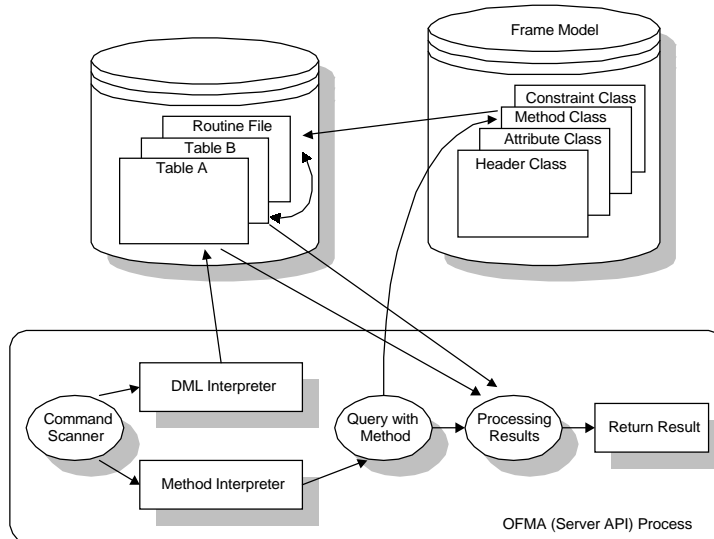 Frame Model
Constraint Class
Method Class
Attribute Class
Header Class
Routine File
Table B
Table A
DML Interpreter
Command
Scanner
Method Interpreter
Query with
Method
Processing
Results
Return Result
OFMA (Server API) Process